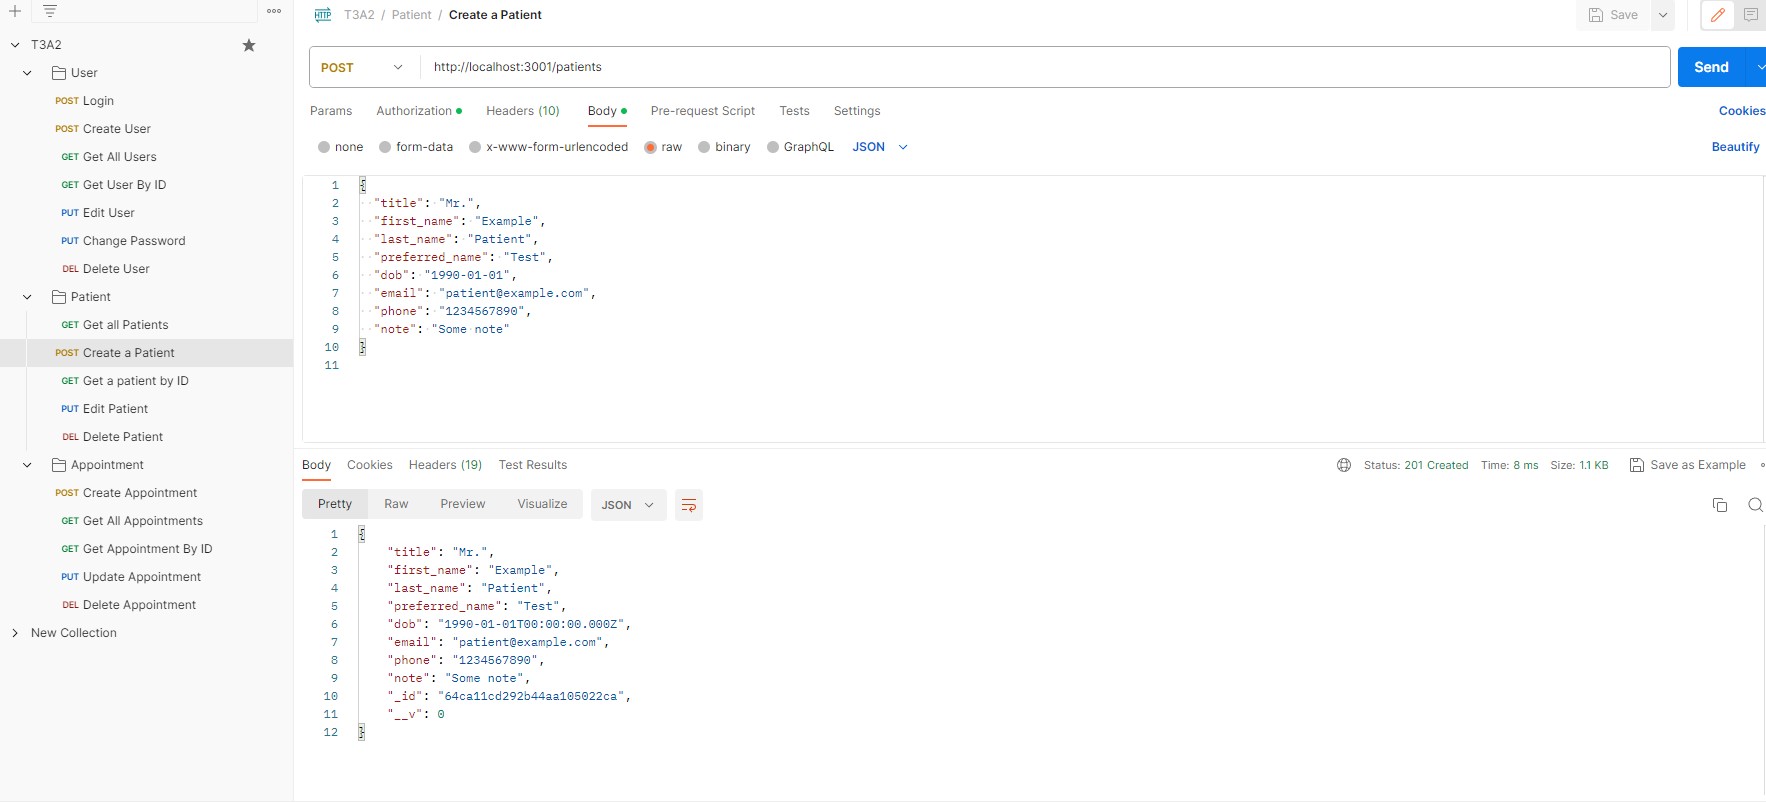 T3A2
User
POST Login
POST Create User
GET Get All Users
GET Get User By ID
PUT Edit User
PUT Change Password
DEL Delete User
Patient
GET Get all Patients
POST Create a Patient
GET Get a patient by ID
PUT Edit Patient
DEL Delete Patient
Appointment
POST Create Appointment
GET Get All Appointments
GET Get Appointment By ID
PUT Update Appointment
DEL Delete Appointment
New Collection
HTTP T3A2 / Patient / Create a Patient Save
POST http://localhost:3001/patients Send
Params Authorization Headers (10) Body Pre-request Script Tests Settings Cookies
none form-data x-www-form-urlencoded raw binary GraphQL JSON Beautify
1 {
2 "title": "Mr.",
3 "first_name": "Example",
4 "last_name": "Patient",
5 "preferred_name": "Test",
6 "dob": "1990-01-01",
7 "email": "patient@example.com",
8 "phone": "1234567890",
9 "note": "Some note"
10 }
11
Body Cookies Headers (19) Test Results Status: 201 Created Time: 8 ms Size: 1.1 KB Save as Example
Pretty Raw Preview Visualize JSON
1 {
2 "title": "Mr.",
3 "first_name": "Example",
4 "last_name": "Patient",
5 "preferred_name": "Test",
6 "dob": "1990-01-01T00:00:00.000Z",
7 "email": "patient@example.com",
8 "phone": "1234567890",
9 "note": "Some note",
10 "_id": "64ca11cd292b44aa105022ca",
11 "__v": 0
12 }